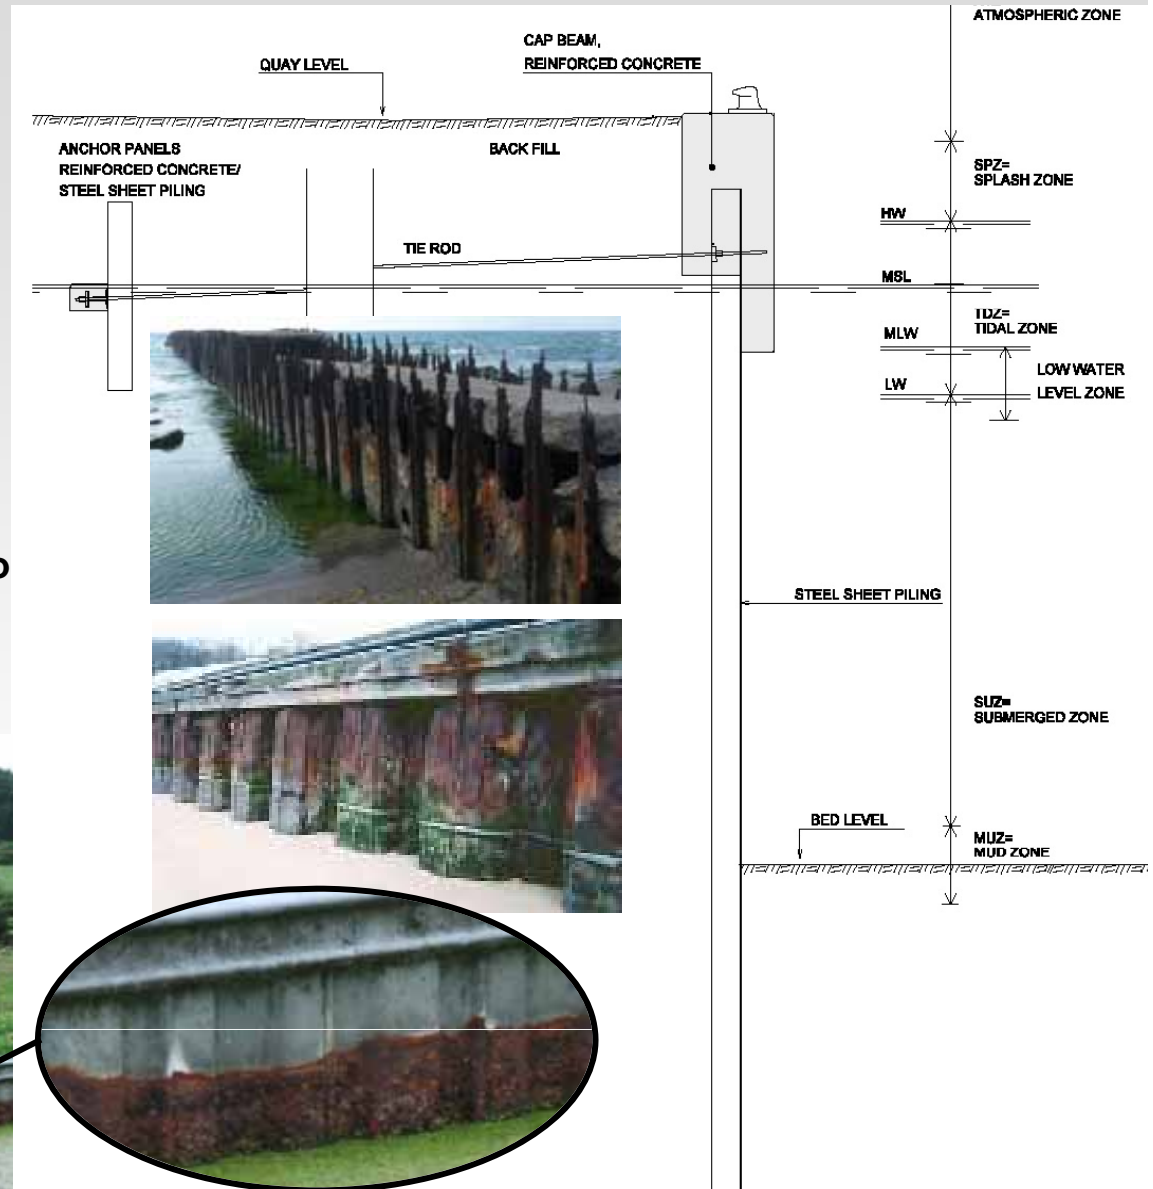 ATMOSPHERIC ZONE
CAP BEAM,
REINFORCED CONCRETE
QUAY LEVEL
ANCHOR PANELS
REINFORCED CONCRETE/
STEEL SHEET PILING
BACK FILL
SPZ=
SPLASH ZONE
HW
TIE ROD
MSL
TDZ=
TIDAL ZONE
MLW
LOW WATER
LEVEL ZONE
LW
STEEL SHEET PILING
SUZ=
SUBMERGED ZONE
BED LEVEL
MUZ=
MUD ZONE